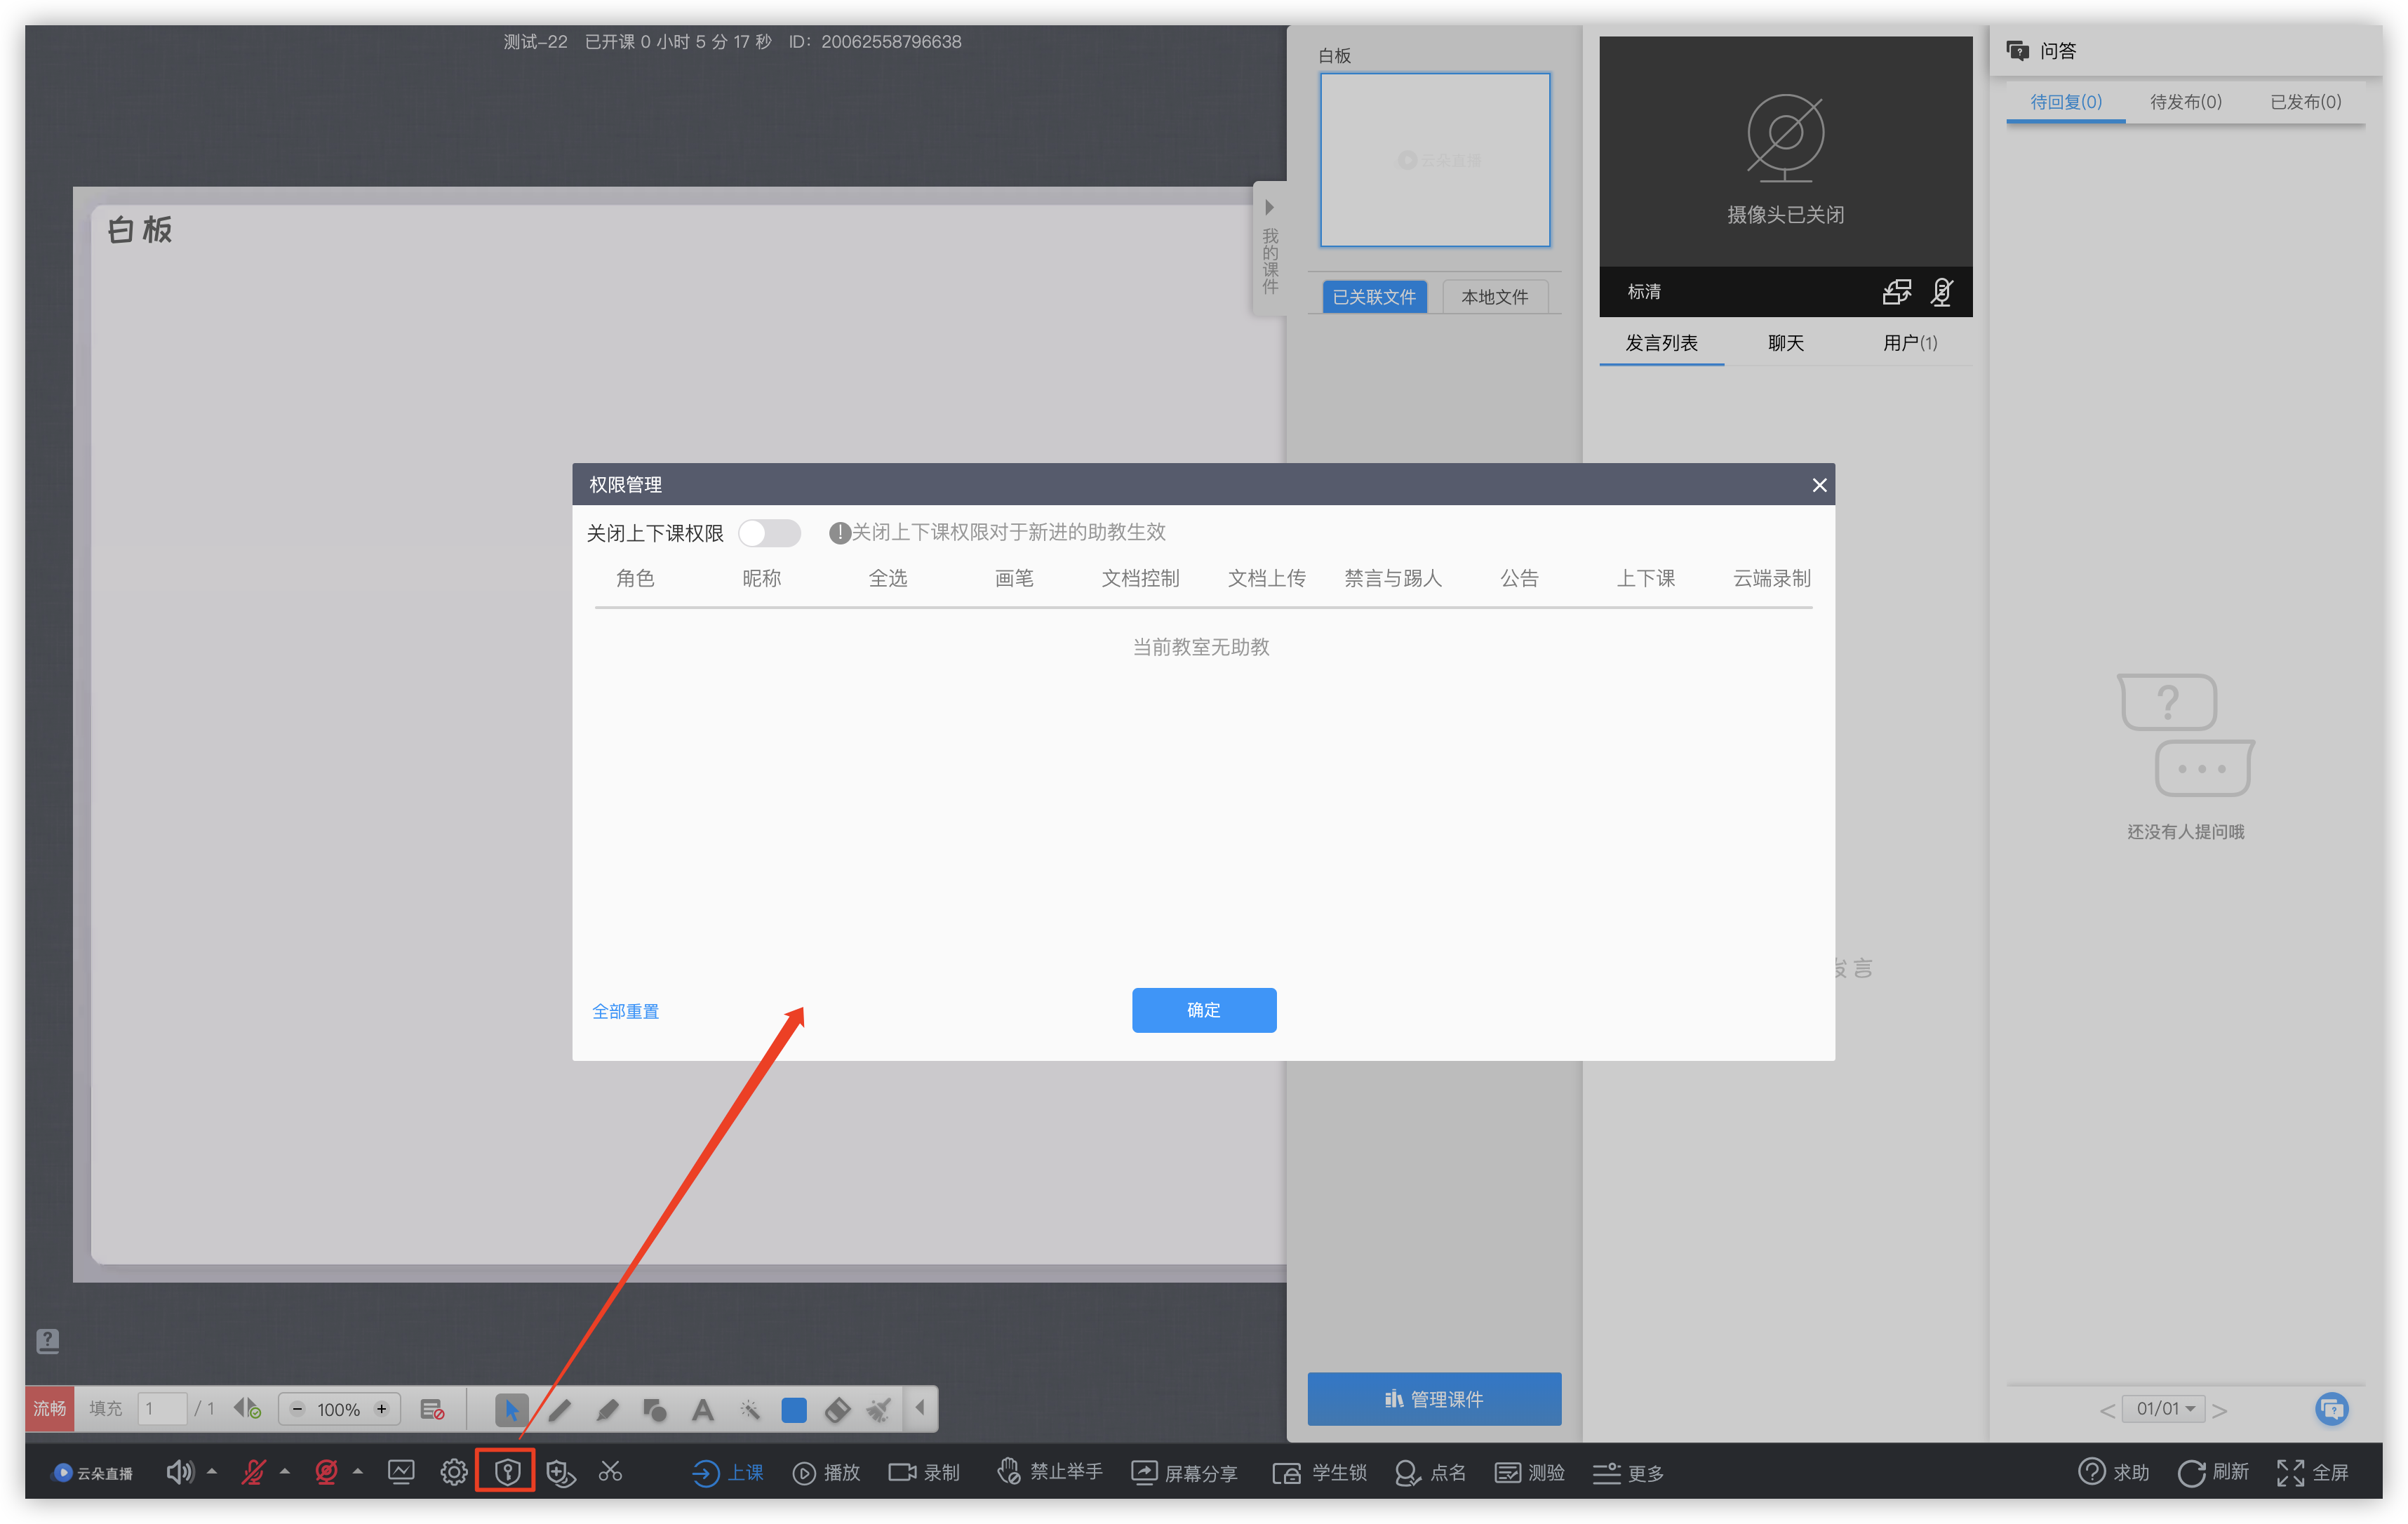 测试-22 已开课 0 小时 5 分 17 秒 ID：20062558796638
白板
白板
云朵直播
我的课件
已关联文件 本地文件
摄像头已关闭
标清
发言列表 聊天 用户(1)
问答
待回复(0) 待发布(0) 已发布(0)
权限管理
关闭上下课权限 关闭上下课权限对于新进的助教生效
角色 昵称 全选 画笔 文档控制 文档上传 禁言与踢人 公告 上下课 云端录制
当前教室无助教
全部重置 确定
发言
还没有人提问哦
管理课件
流畅 填充 1 / 1 100%
< 01/01 >
云朵直播 上课 播放 录制 禁止举手 屏幕分享 学生锁 点名 测验 更多 求助 刷新 全屏